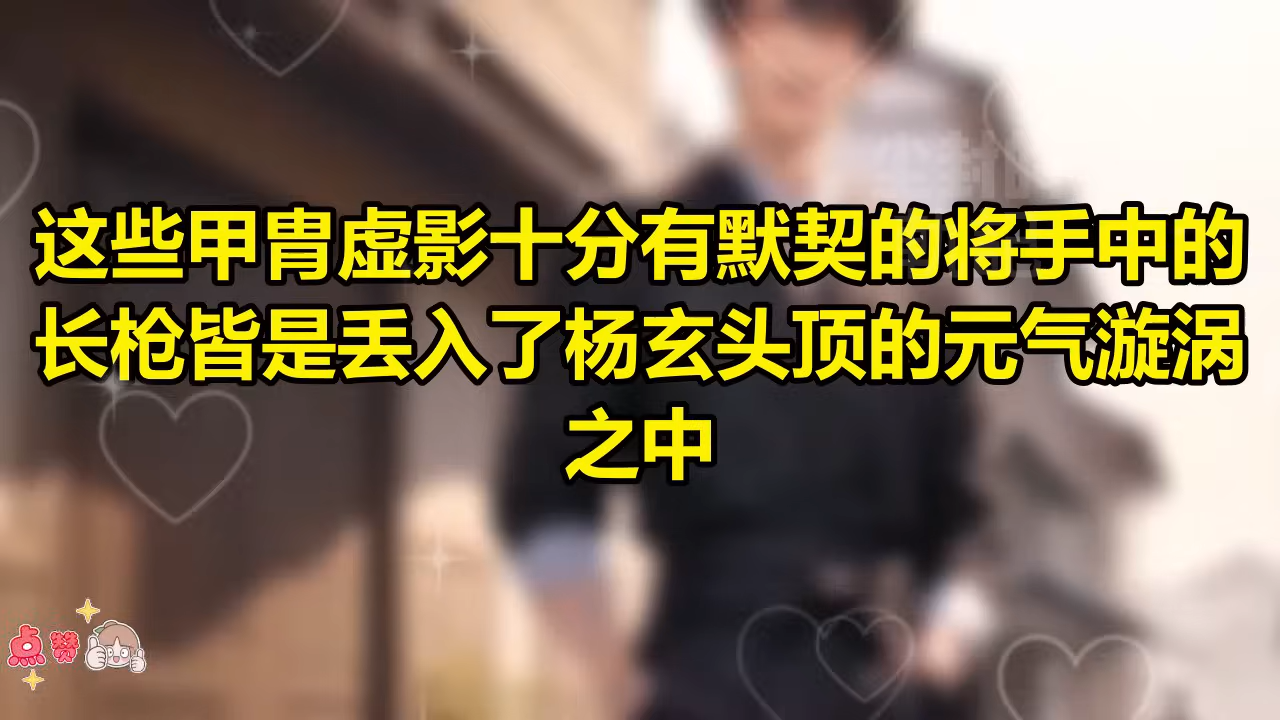 这些甲胄虚影十分有默契的将手中的
长枪皆是丢入了杨玄头顶的元气漩涡
之中
点赞